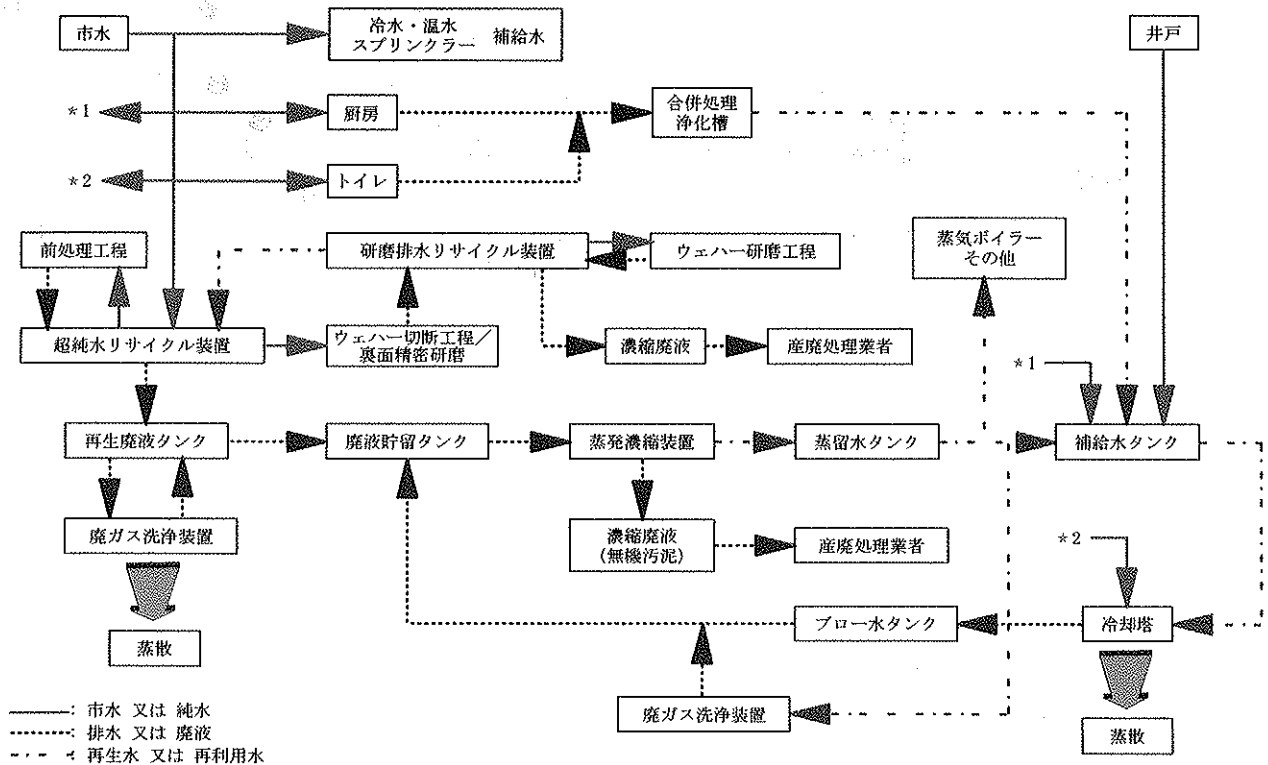 市水
冷水・温水
スプリンクラー 補給水
井戸
*1
厨房
合併処理
浄化槽
*2
トイレ
前処理工程
研磨排水リサイクル装置
ウェハー研磨工程
蒸気ボイラー
その他
超純水リサイクル装置
ウェハー切断工程/
裏面精密研磨
濃縮廃液
産廃処理業者
*1
再生廃液タンク
廃液貯留タンク
蒸発濃縮装置
蒸留水タンク
補給水タンク
廃ガス洗浄装置
濃縮廃液
(無機汚泥)
産廃処理業者
*2
蒸散
ブロー水タンク
冷却塔
廃ガス洗浄装置
蒸散
: 市水 又は 純水
: 排水 又は 廃液
: 再生水 又は 再利用水